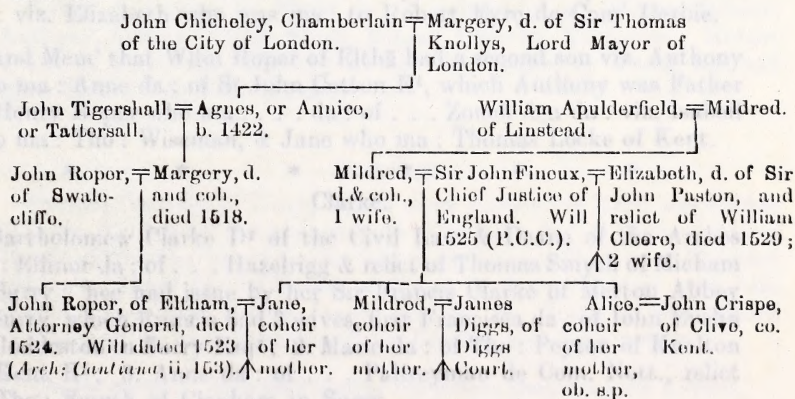 John Chicheley, Chamberlain = Margery, d. of Sir Thomas
of the City of London. Knollys, Lord Mayor of
London.
John Tigershall, = Agnes, or Annice, William Apulderfield, = Mildred.
or Tattersall. b. 1422. of Linstead.
John Roper, = Margery, d. Mildred, = Sir John Fineux, = Elizabeth, d. of Sir
of Swale- and coh., d. & coh., Chief Justice of John Paston, and
cliffe. died 1518. 1 wife. England. Will relict of William
1525 (P.C.C.). Cleere, died 1529;
2 wife.
John Roper, of Eltham = Jane, Mildred, = John Alice = John Crispe,
Attorney General, died coheir coheir Diggs, of coheir of Clive, co.
1524. Will dated 1523 of her of her Diggs of her Kent.
(Arch: Cantiana, ii, 153). mother. mother. Court. mother,
ob. s.p.